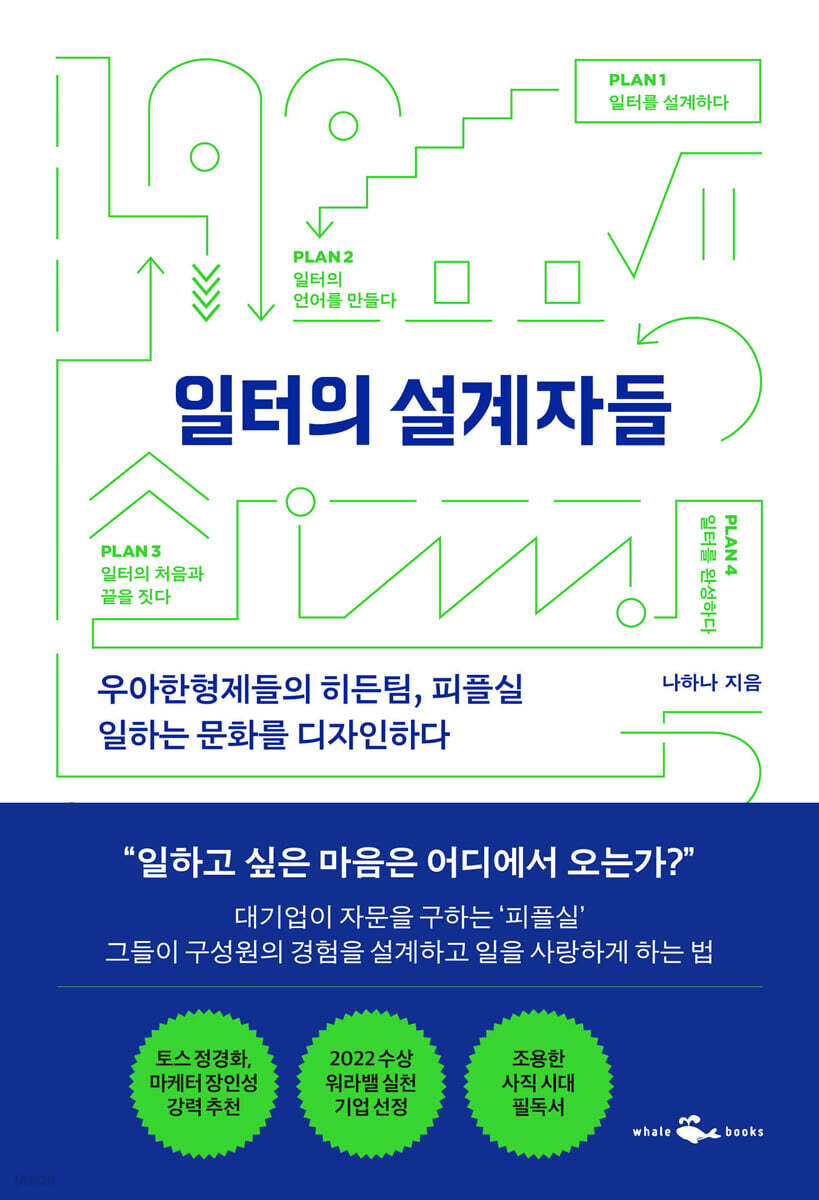 PLAN 1
일터를 설계하다
PLAN 2
일터의
언어를 만들다
일터의 설계자들
PLAN 3
일터의 처음과
끝을 짓다
PLAN 4
일터를 완성하다
우아한형제들의 히든팀, 피플실
일하는 문화를 디자인하다
나하나 지음
“일하고 싶은 마음은 어디에서 오는가?”
대기업이 자문을 구하는 ‘피플실’
그들이 구성원의 경험을 설계하고 일을 사랑하게 하는 법
토스 정경화,
마케터 장인성
강력 추천
2022 수상
워라밸 실천
기업 선정
조용한
사직 시대
필독서
whale books